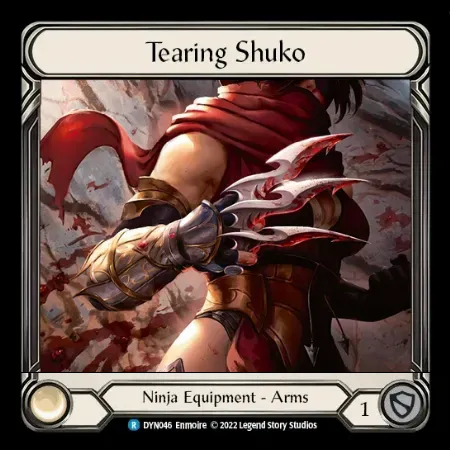 Tearing Shuko
Ninja Equipment - Arms
1
R DYN046 Enmoire © 2022 Legend Story Studios